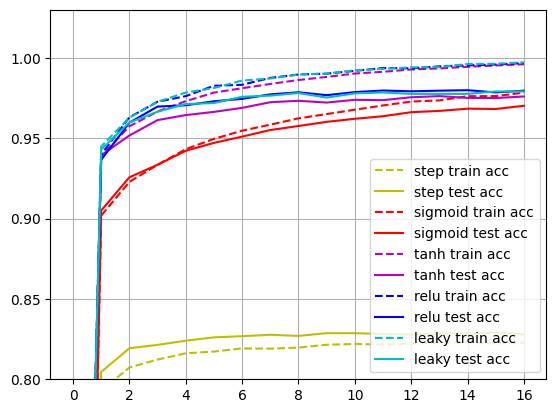 1.00
0.95
0.90
0.85
0.80
step train acc
step test acc
sigmoid train acc
sigmoid test acc
tanh train acc
tanh test acc
relu train acc
relu test acc
leaky train acc
leaky test acc
0 2 4 6 8 10 12 14 16